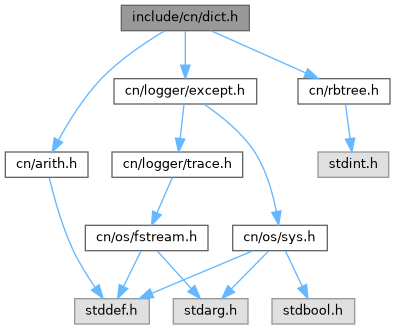 include/cn/dict.h
cn/logger/except.h
cn/rbtree.h
cn/arith.h
cn/logger/trace.h
stdint.h
cn/os/fstream.h
cn/os/sys.h
stddef.h
stdarg.h
stdbool.h